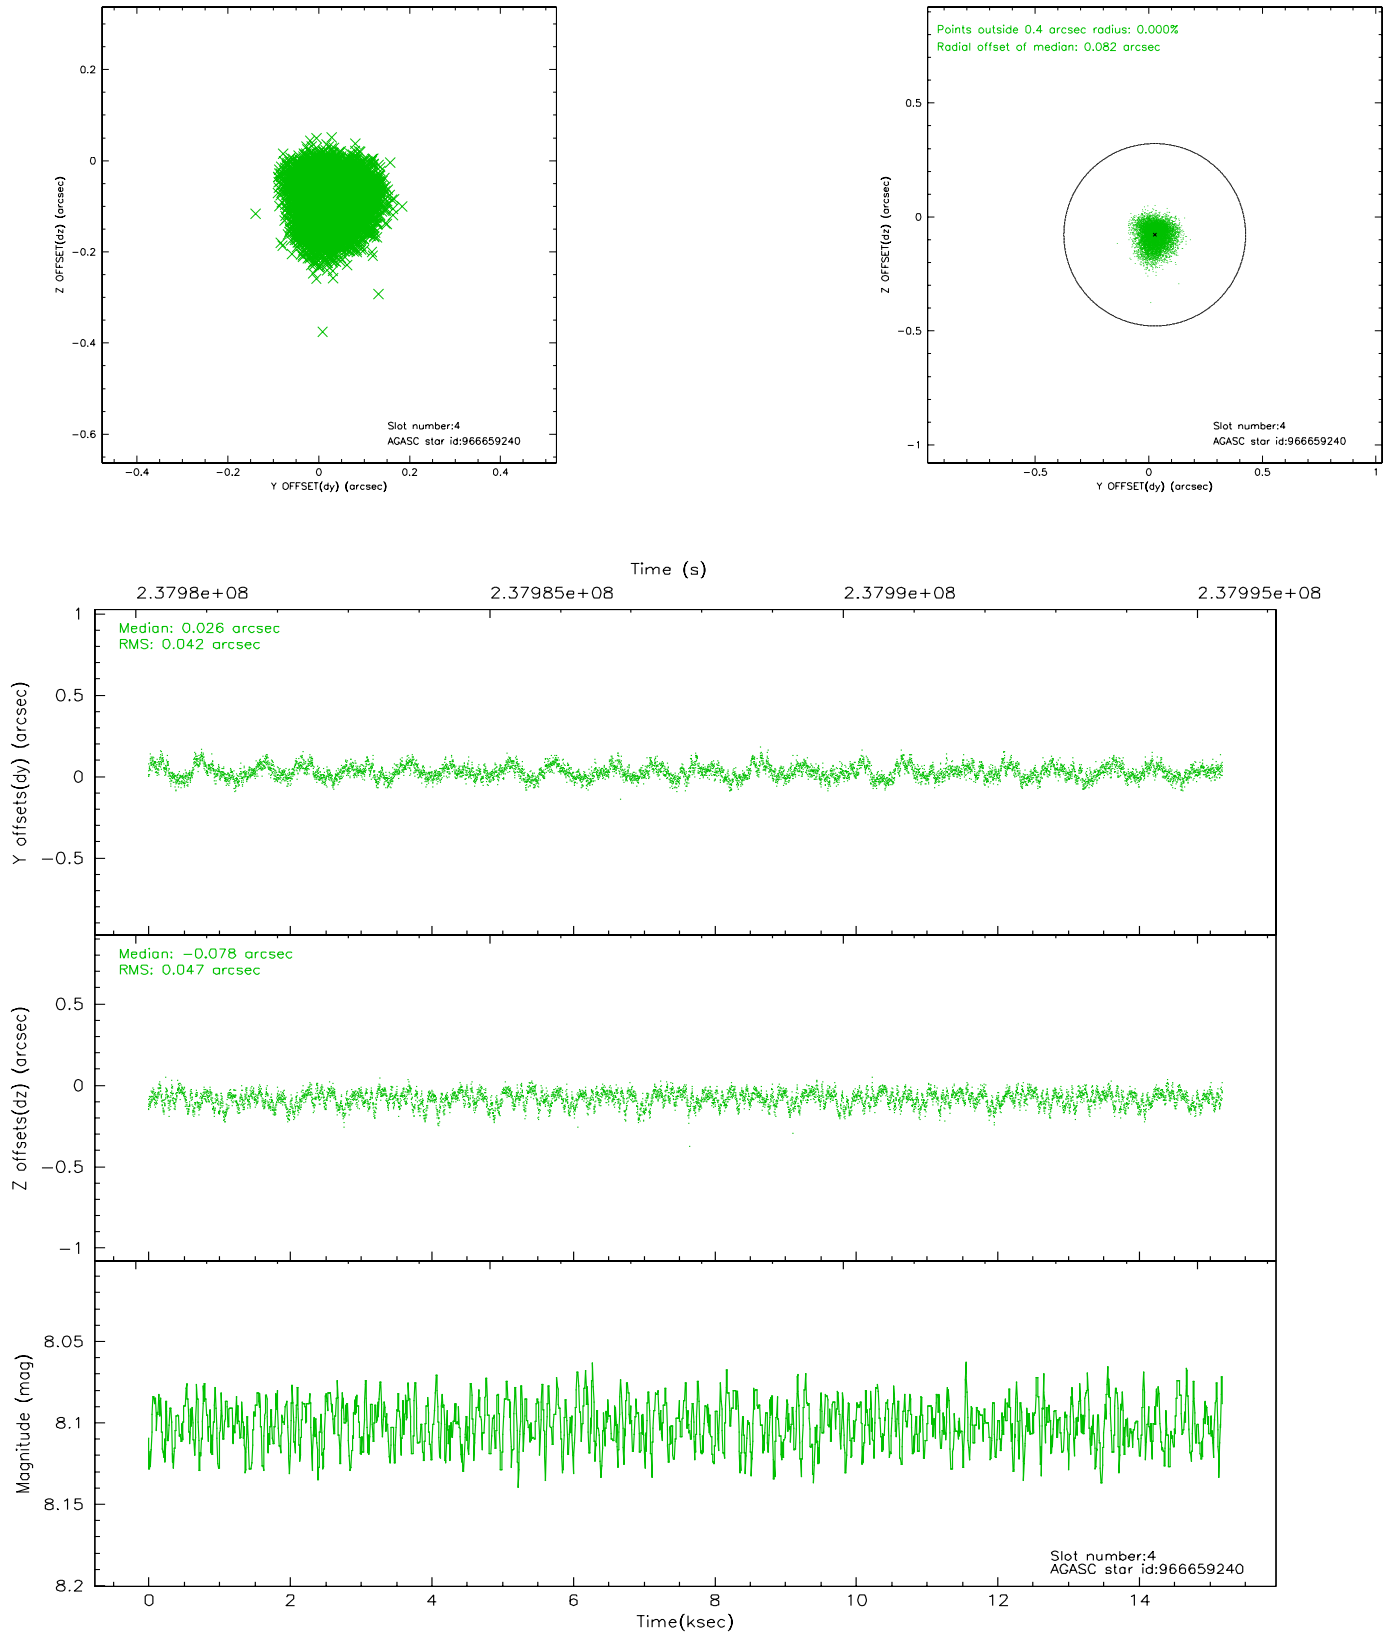 0.2
0
−0.2
−0.4
−0.6
Z OFFSET(dz) (arcsec)
Slot number:4
AGASC star id:966659240
−0.4 −0.2 0 0.2 0.4
Y OFFSET(dy) (arcsec)
Points outside 0.4 arcsec radius: 0.000%
Radial offset of median: 0.082 arcsec
0.5
0
−0.5
−1
Z OFFSET(dz) (arcsec)
Slot number:4
AGASC star id:966659240
−0.5 0 0.5 1
Y OFFSET(dy) (arcsec)
Time (s)
2.3798e+08 2.37985e+08 2.3799e+08 2.37995e+08
Median: 0.026 arcsec
RMS: 0.042 arcsec
1
0.5
0
−0.5
Y offsets(dy) (arcsec)
Median: −0.078 arcsec
RMS: 0.047 arcsec
0.5
0
−0.5
−1
Z offsets(dz) (arcsec)
8.05
8.1
8.15
8.2
Magnitude (mag)
Slot number:4
AGASC star id:966659240
0 2 4 6 8 10 12 14
Time(ksec)